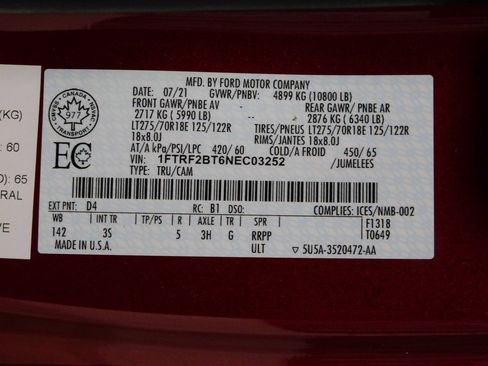 MFD. BY FORD MOTOR COMPANY
DATE: 07/21 GVWR/PNBV: 4899 KG (10800 LB)
FRONT GAWR/PNBE AV REAR GAWR/ PNBE AR
2717 KG ( 5990 LB) 2876 KG ( 6340 LB)
LT275/70R18E 125/122R TIRES/PNEUS LT275/70R18E 125/122R
18x8.0J RIMS/JANTES 18x8.0J
AT/A kPa/PSI/LPC 420/ 60 COLD/A FROID 450/ 65
VIN: 1FTRF2BT6NEC03252 /JUMELEES
TYPE: TRU/CAM
CANADA
977
TRANSPORT
EC
EXT PNT: D4 RC: B1 DSO: COMPLIES: ICES/NMB-002
WB INT TR TP/PS R AXLE TR SPR F1318
142 3S 5 3H G RRPP T0649
MADE IN U.S.A. ULT ▽ 5U5A-3520472-AA
(KG)
60
D) 65
RAL
VE